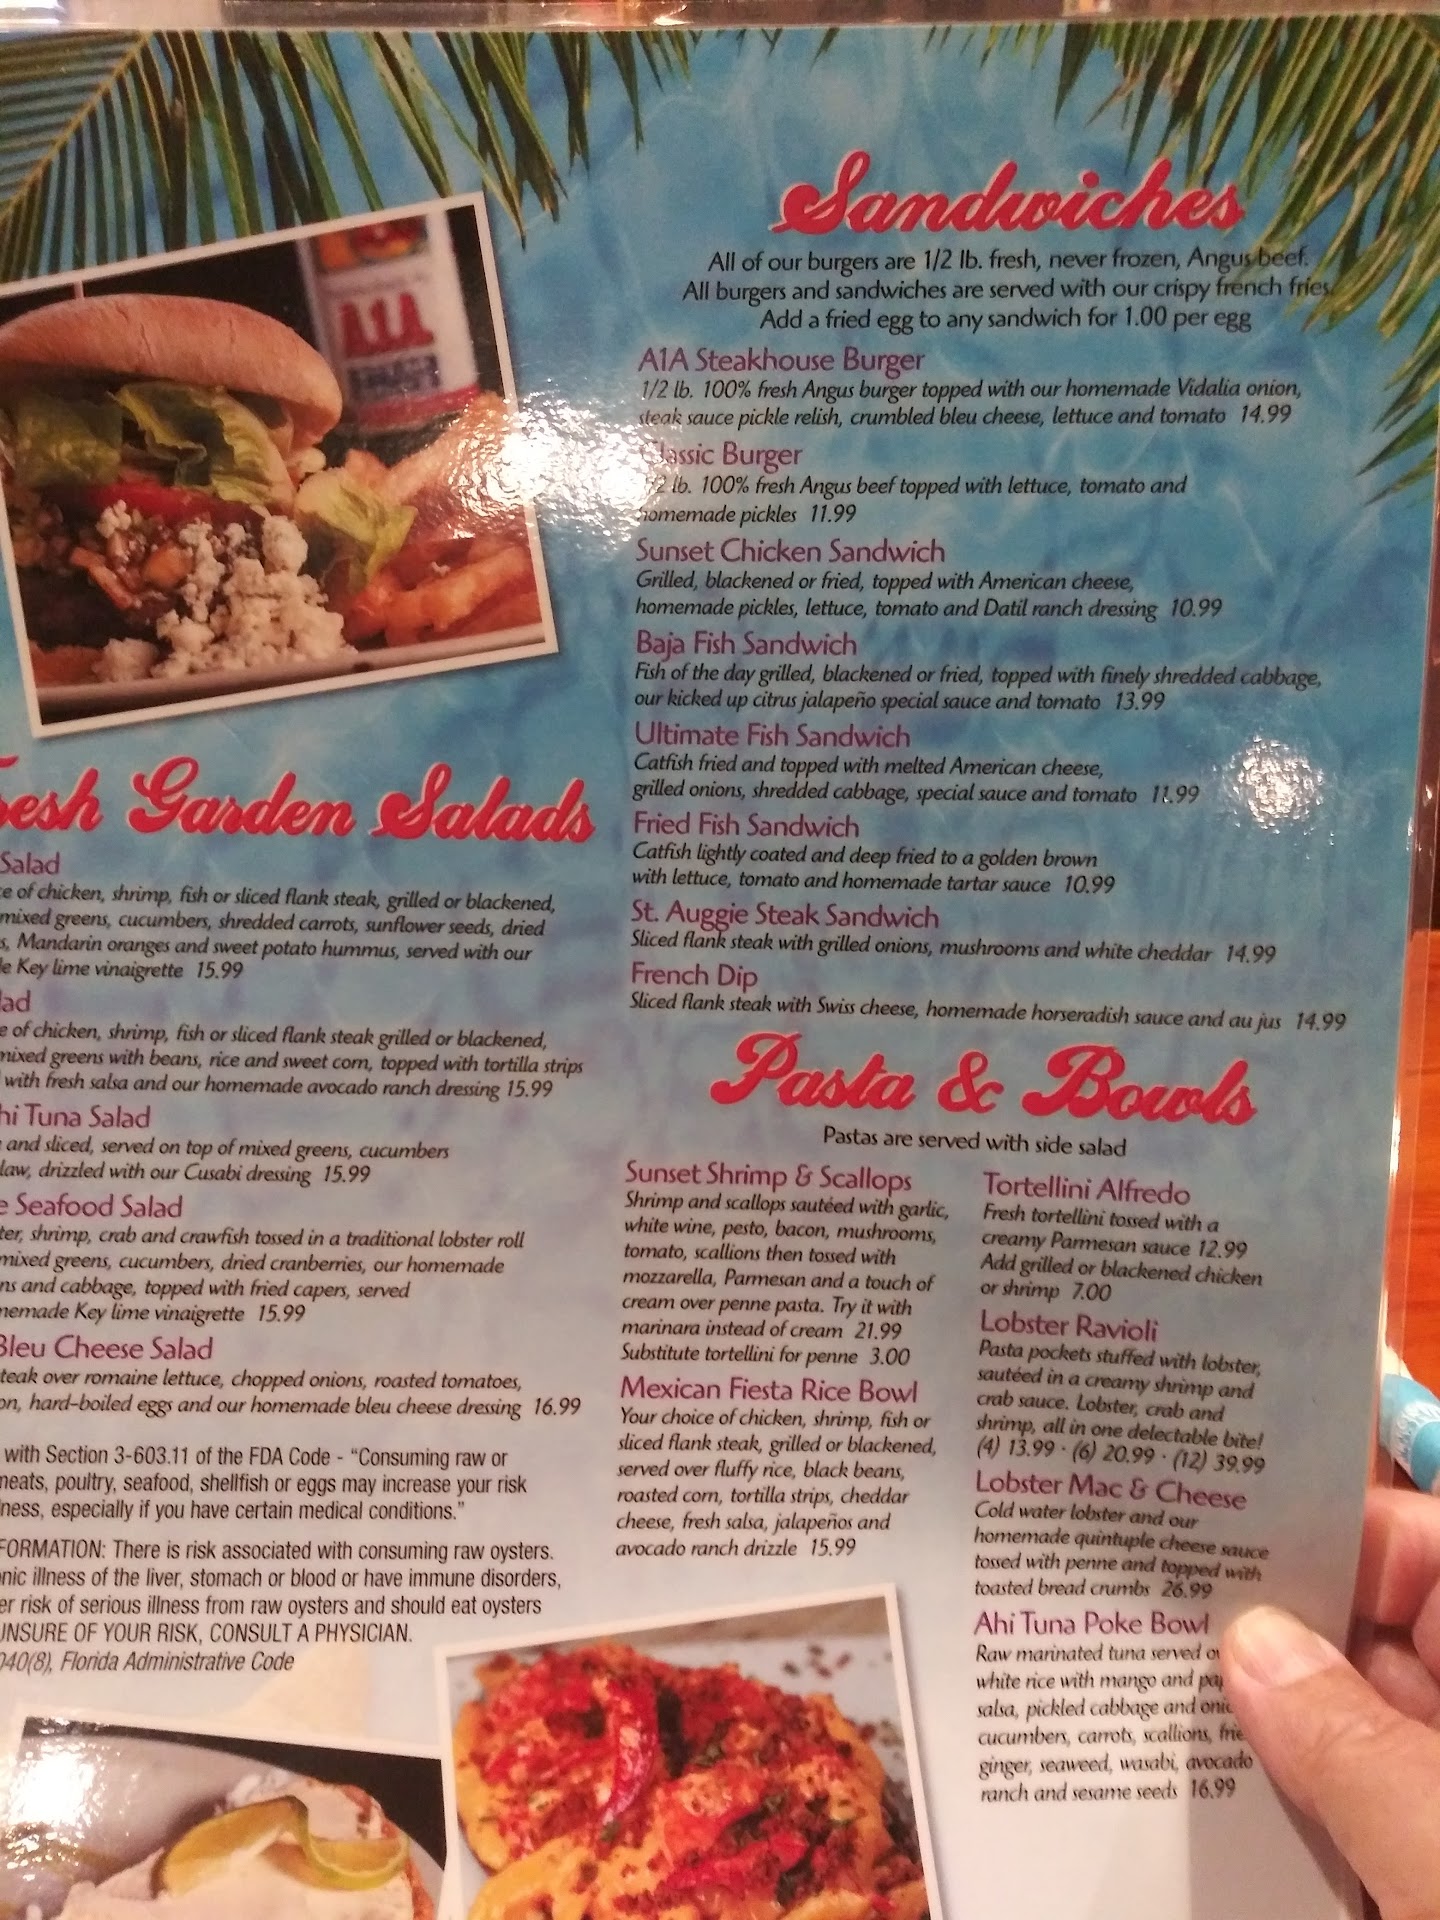 Sandwiches
All of our burgers are 1/2 lb. fresh, never frozen, Angus beef.
All burgers and sandwiches are served with our crispy french fries.
Add a fried egg to any sandwich for 1.00 per egg
A1A Steakhouse Burger
1/2 lb. 100% fresh Angus burger topped with our homemade Vidalia onion,
steak sauce pickle relish, crumbled bleu cheese, lettuce and tomato 14.99
Classic Burger
1/2 lb. 100% fresh Angus beef topped with lettuce, tomato and
homemade pickles 11.99
Sunset Chicken Sandwich
Grilled, blackened or fried, topped with American cheese,
homemade pickles, lettuce, tomato and Datil ranch dressing 10.99
Baja Fish Sandwich
Fish of the day grilled, blackened or fried, topped with finely shredded cabbage,
our kicked up citrus jalapeño special sauce and tomato 13.99
Ultimate Fish Sandwich
Catfish fried and topped with melted American cheese,
grilled onions, shredded cabbage, special sauce and tomato 11.99
Fried Fish Sandwich
Catfish lightly coated and deep fried to a golden brown
with lettuce, tomato and homemade tartar sauce 10.99
St. Auggie Steak Sandwich
Sliced flank steak with grilled onions, mushrooms and white cheddar 14.99
French Dip
Sliced flank steak with Swiss cheese, homemade horseradish sauce and au jus 14.99
Pasta & Bowls
Pastas are served with side salad
Sunset Shrimp & Scallops
Shrimp and scallops sautéed with garlic,
white wine, pesto, bacon, mushrooms,
tomato, scallions then tossed with
mozzarella, Parmesan and a touch of
cream over penne pasta. Try it with
marinara instead of cream 21.99
Substitute tortellini for penne 3.00
Mexican Fiesta Rice Bowl
Your choice of chicken, shrimp, fish or
sliced flank steak, grilled or blackened,
served over fluffy rice, black beans,
roasted corn, tortilla strips, cheddar
cheese, fresh salsa, jalapeños and
avocado ranch drizzle 15.99
Tortellini Alfredo
Fresh tortellini tossed with a
creamy Parmesan sauce 12.99
Add grilled or blackened chicken
or shrimp 7.00
Lobster Ravioli
Pasta pockets stuffed with lobster,
sautéed in a creamy shrimp and
crab sauce. Lobster, crab and
shrimp, all in one delectable bite!
(4) 13.99 · (6) 20.99 · (12) 39.99
Lobster Mac & Cheese
Cold water lobster and our
homemade quintuple cheese sauce
tossed with penne and topped with
toasted bread crumbs 26.99
Ahi Tuna Poke Bowl
Raw marinated tuna served
white rice with mango and
salsa, pickled cabbage and
cucumbers, carrots, scallions,
ginger, seaweed, wasabi, avocado
ranch and sesame seeds 16.99
A1A
Fresh Garden Salads
Salad
of chicken, shrimp, fish or sliced flank steak, grilled or blackened,
mixed greens, cucumbers, shredded carrots, sunflower seeds, dried
Mandarin oranges and sweet potato hummus, served with our
Key lime vinaigrette 15.99
of chicken, shrimp, fish or sliced flank steak grilled or blackened,
mixed greens with beans, rice and sweet corn, topped with tortilla strips
with fresh salsa and our homemade avocado ranch dressing 15.99
Tuna Salad
and sliced, served on top of mixed greens, cucumbers
drizzled with our Cusabi dressing 15.99
Seafood Salad
shrimp, crab and crawfish tossed in a traditional lobster roll
mixed greens, cucumbers, dried cranberries, our homemade
and cabbage, topped with fried capers, served
Key lime vinaigrette 15.99
Bleu Cheese Salad
steak over romaine lettuce, chopped onions, roasted tomatoes,
hard-boiled eggs and our homemade bleu cheese dressing 16.99
with Section 3-603.11 of the FDA Code - "Consuming raw or
meats, poultry, seafood, shellfish or eggs may increase your risk
especially if you have certain medical conditions."
There is risk associated with consuming raw oysters.
illness of the liver, stomach or blood or have immune disorders,
risk of serious illness from raw oysters and should eat oysters
UNSURE OF YOUR RISK, CONSULT A PHYSICIAN.
Florida Administrative Code